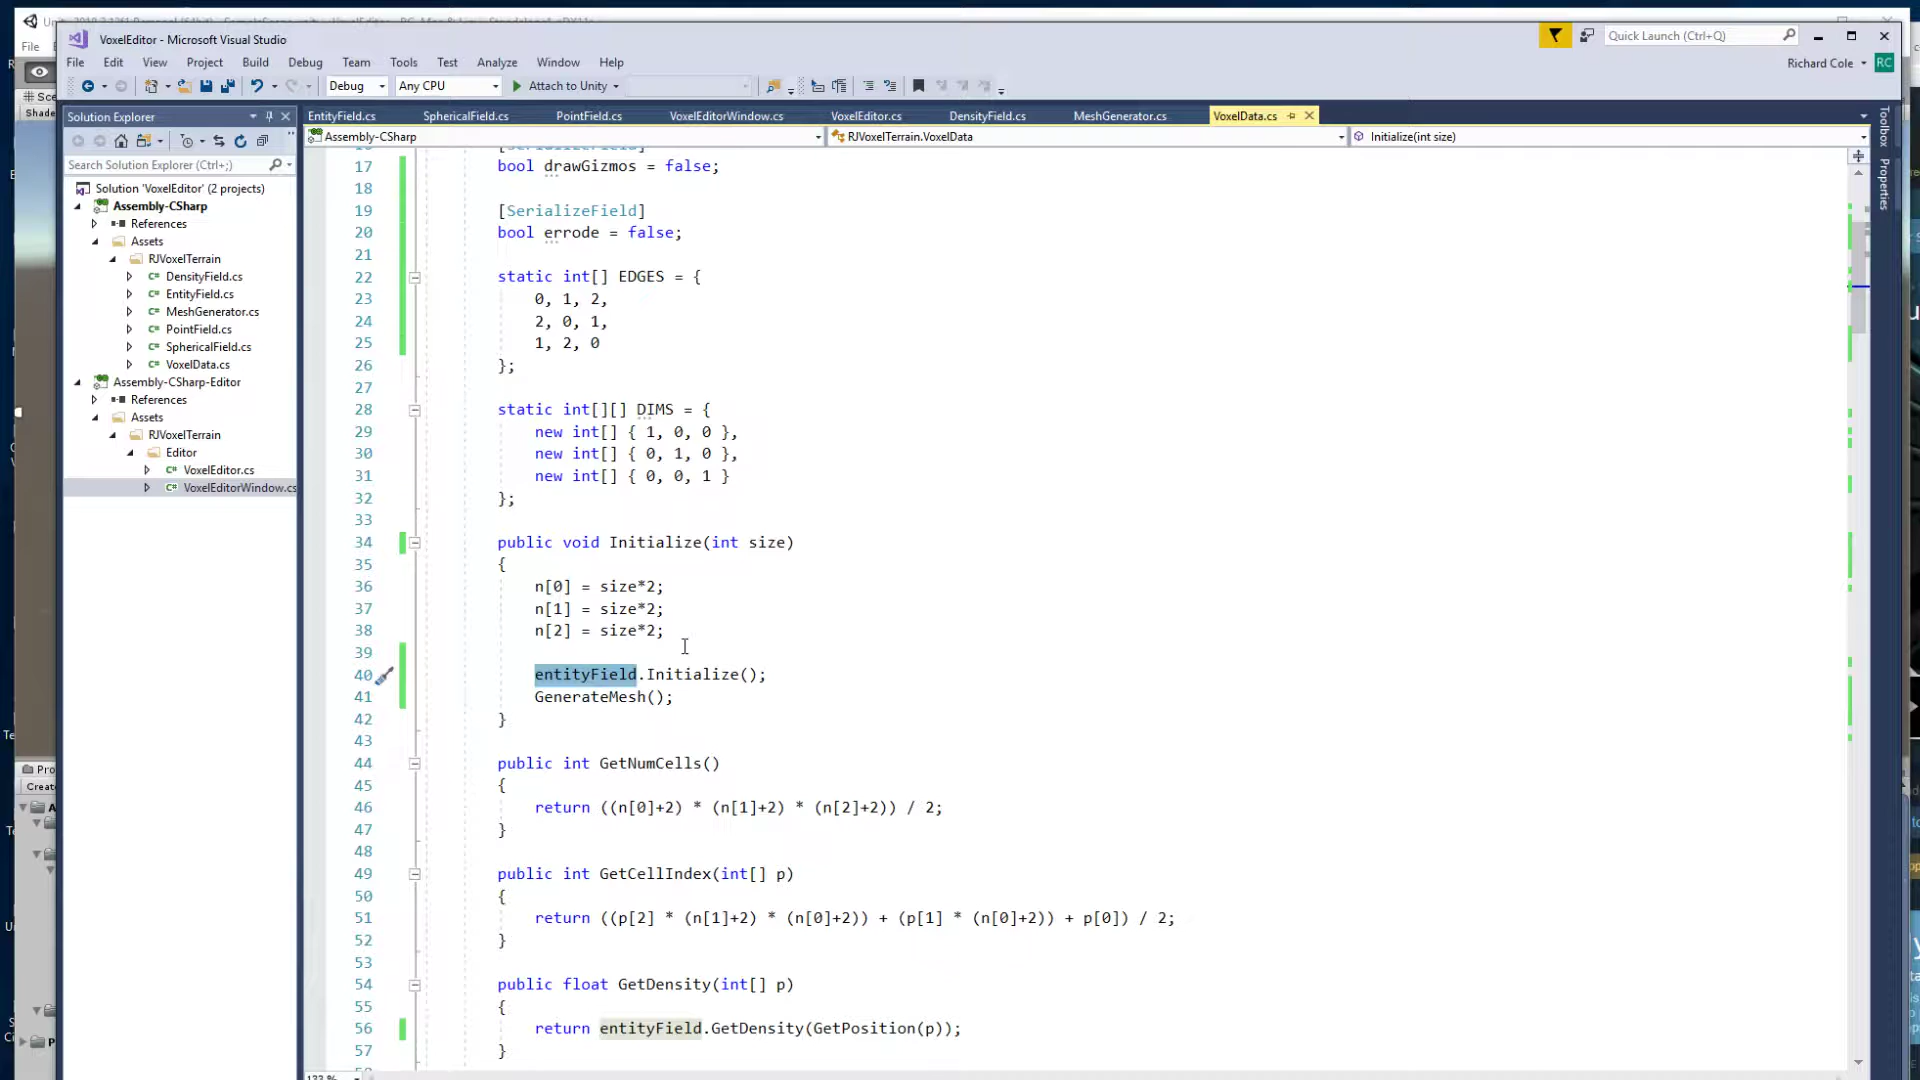 VoxelEditor - Microsoft Visual Studio
Quick Launch (Ctrl+Q)
File Edit View Project Build Debug Team Tools Test Analyze Window Help
Richard Cole RC
Debug Any CPU Attach to Unity
Solution Explorer
EntityField.cs SphericalField.cs PointField.cs VoxelEditorWindow.cs VoxelEditor.cs DensityField.cs MeshGenerator.cs VoxelData.cs
Assembly-CSharp RJVoxelTerrain.VoxelData Initialize(int size)
Search Solution Explorer (Ctrl+;)
Solution 'VoxelEditor' (2 projects)
Assembly-CSharp
References
Assets
RJVoxelTerrain
DensityField.cs
EntityField.cs
MeshGenerator.cs
PointField.cs
SphericalField.cs
VoxelData.cs
Assembly-CSharp-Editor
References
Assets
RJVoxelTerrain
Editor
VoxelEditor.cs
VoxelEditorWindow.cs
Toolbox
Properties
17 bool drawGizmos = false;
18
19 [SerializeField]
20 bool errode = false;
21
22 static int[] EDGES = {
23 0, 1, 2,
24 2, 0, 1,
25 1, 2, 0
26 };
27
28 static int[][] DIMS = {
29 new int[] { 1, 0, 0 },
30 new int[] { 0, 1, 0 },
31 new int[] { 0, 0, 1 }
32 };
33
34 public void Initialize(int size)
35 {
36 n[0] = size*2;
37 n[1] = size*2;
38 n[2] = size*2;
39
40 entityField.Initialize();
41 GenerateMesh();
42 }
43
44 public int GetNumCells()
45 {
46 return ((n[0]+2) * (n[1]+2) * (n[2]+2)) / 2;
47 }
48
49 public int GetCellIndex(int[] p)
50 {
51 return ((p[2] * (n[1]+2) * (n[0]+2)) + (p[1] * (n[0]+2)) + p[0]) / 2;
52 }
53
54 public float GetDensity(int[] p)
55 {
56 return entityField.GetDensity(GetPosition(p));
57 }
133 %
File
Shade